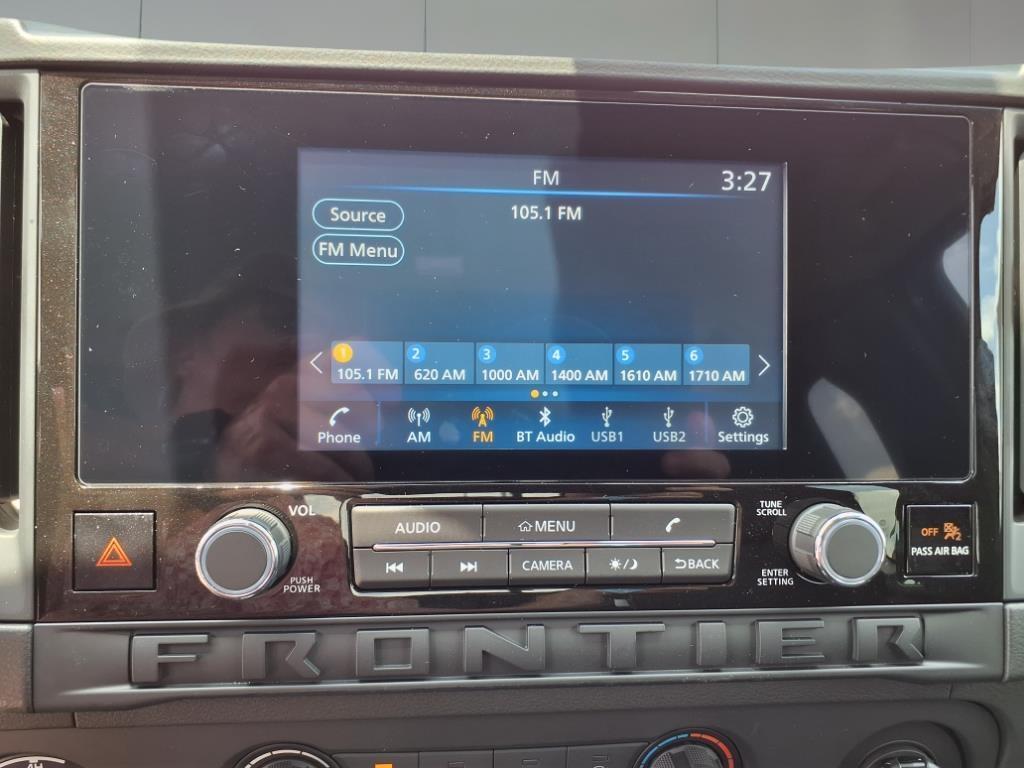 FM
3:27
Source
105.1 FM
FM Menu
1 2 3 4 5 6
105.1 FM 620 AM 1000 AM 1400 AM 1610 AM 1710 AM
Phone AM FM BT Audio USB1 USB2 Settings
VOL
PUSH
POWER
AUDIO MENU
CAMERA BACK
TUNE
SCROLL
ENTER
SETTING
OFF 2
PASS AIR BAG
FRONTIER
4H